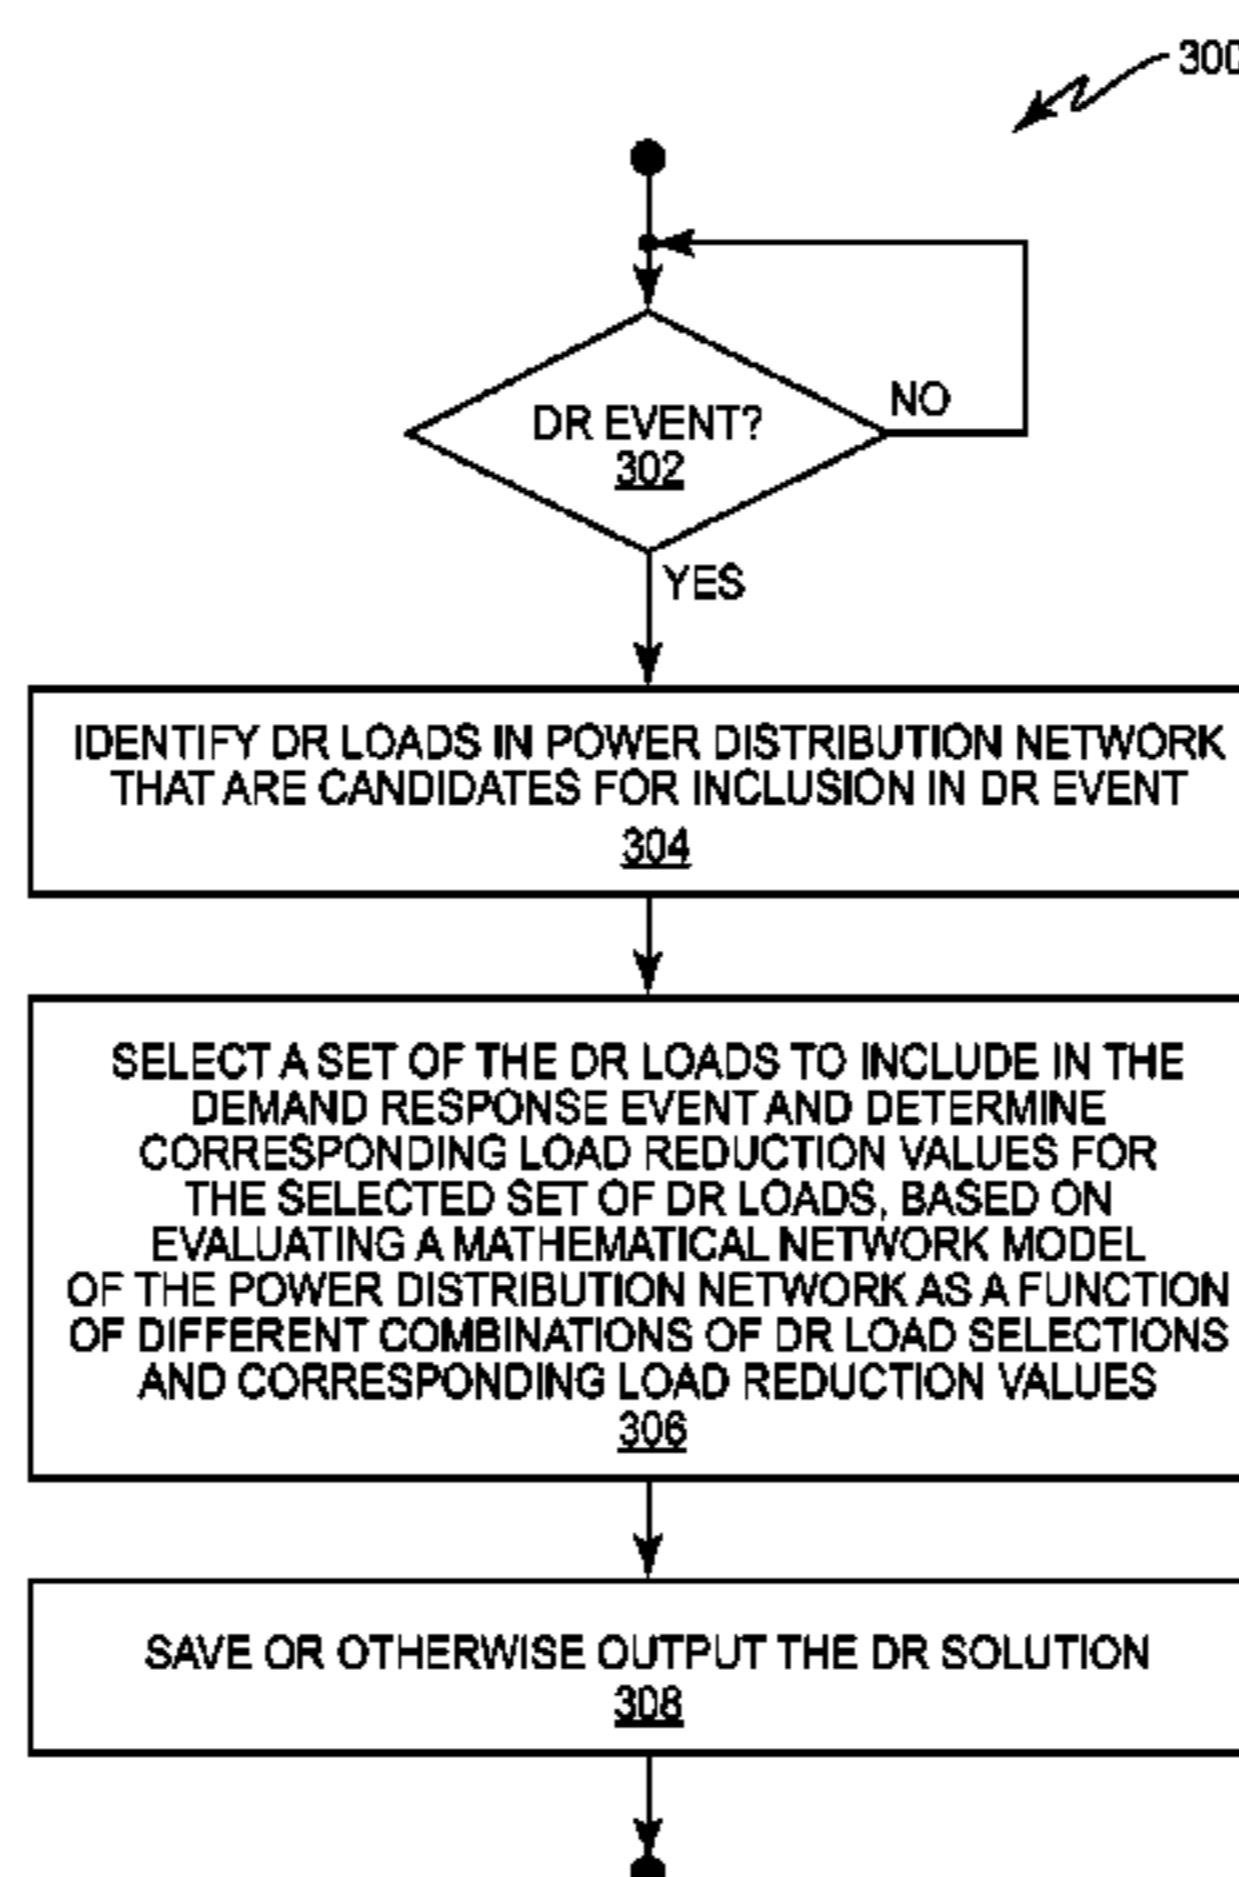 300
DR EVENT?
302
NO
YES
IDENTIFY DR LOADS IN POWER DISTRIBUTION NETWORK
THAT ARE CANDIDATES FOR INCLUSION IN DR EVENT
304
SELECT A SET OF THE DR LOADS TO INCLUDE IN THE
DEMAND RESPONSE EVENT AND DETERMINE
CORRESPONDING LOAD REDUCTION VALUES FOR
THE SELECTED SET OF DR LOADS, BASED ON
EVALUATING A MATHEMATICAL NETWORK MODEL
OF THE POWER DISTRIBUTION NETWORK AS A FUNCTION
OF DIFFERENT COMBINATIONS OF DR LOAD SELECTIONS
AND CORRESPONDING LOAD REDUCTION VALUES
306
SAVE OR OTHERWISE OUTPUT THE DR SOLUTION
308